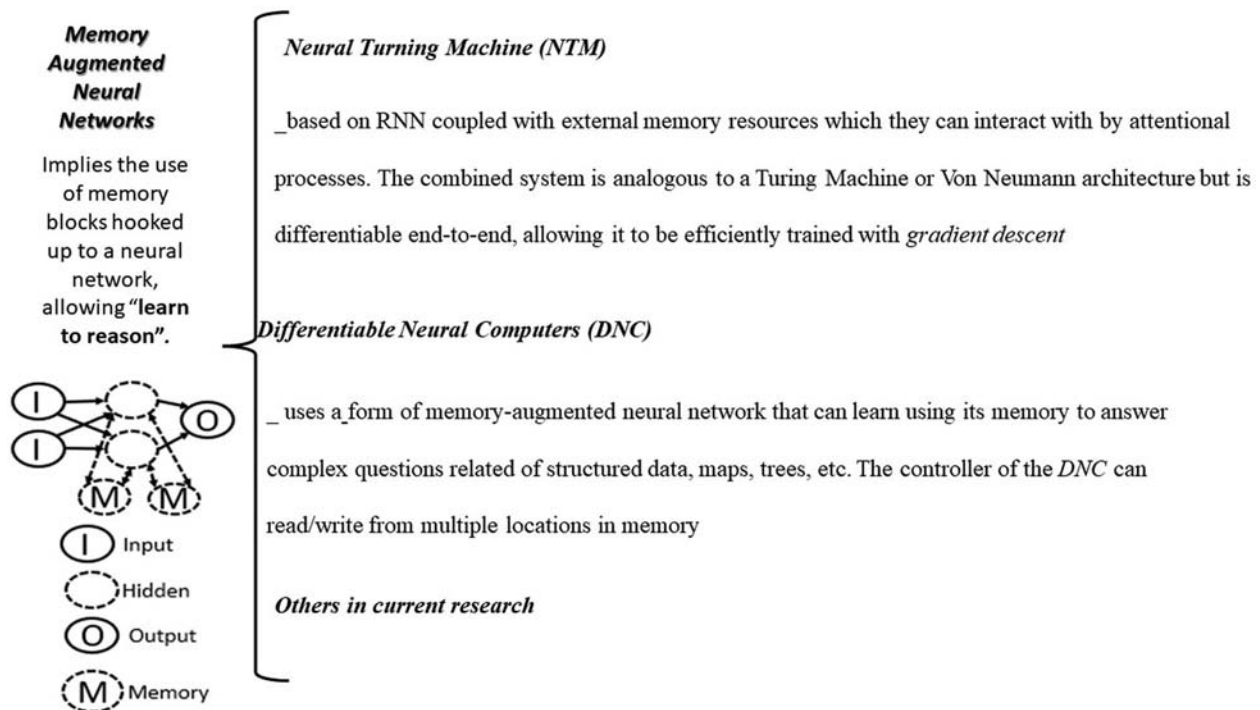 Memory
Augmented
Neural
Networks
Implies the use
of memory
blocks hooked
up to a neural
network,
allowing “learn
to reason”.
I
O
I
M
M
I Input
Hidden
O Output
M Memory
Neural Turning Machine (NTM)
_based on RNN coupled with external memory resources which they can interact with by attentional
processes. The combined system is analogous to a Turing Machine or Von Neumann architecture but is
differentiable end-to-end, allowing it to be efficiently trained with gradient descent
Differentiable Neural Computers (DNC)
_ uses a_form of memory-augmented neural network that can learn using its memory to answer
complex questions related of structured data, maps, trees, etc. The controller of the DNC can
read/write from multiple locations in memory
Others in current research